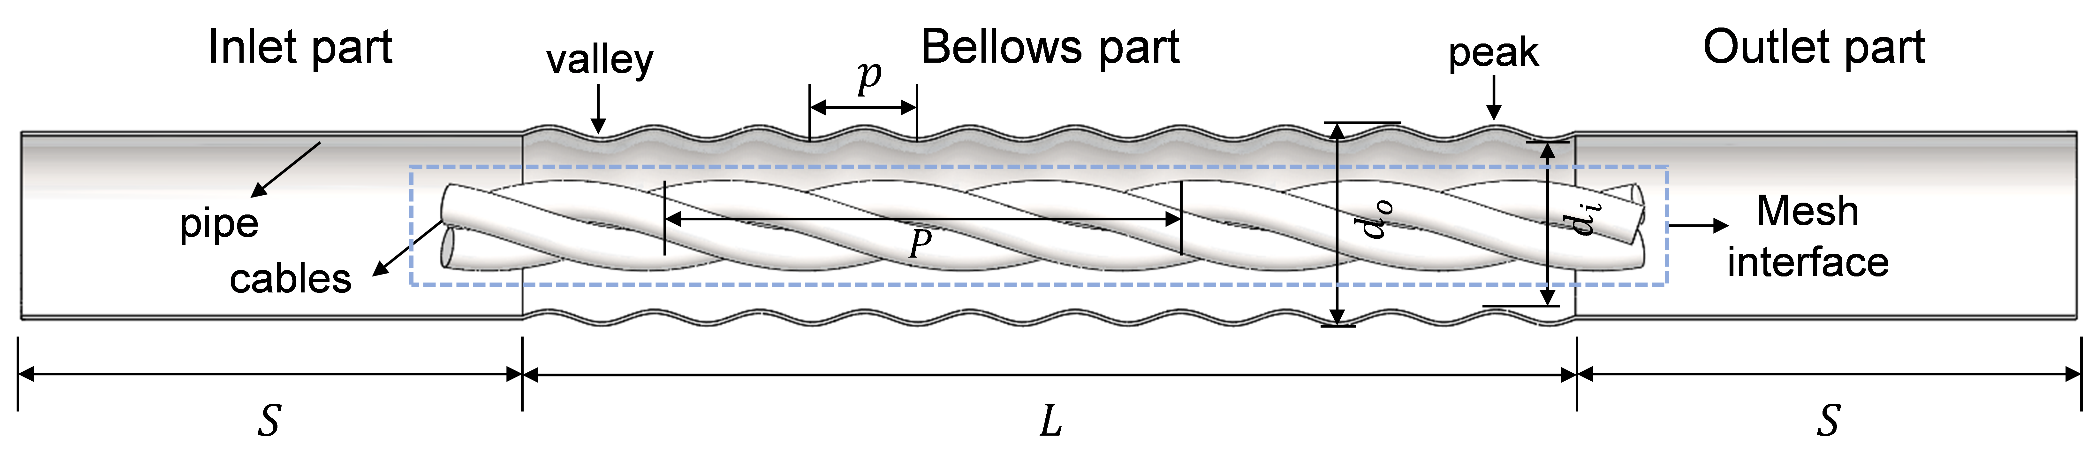 Inlet part
Bellows part
Outlet part
valley
p
peak
pipe
cables
P
d_o
d_i
Mesh
interface
S
L
S